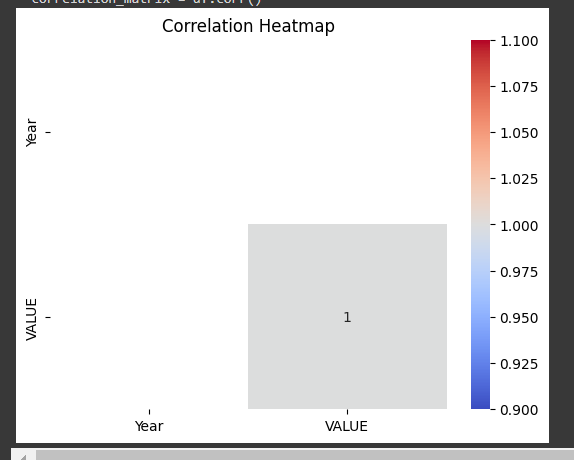 correlation_matrix = df.corr()
Correlation Heatmap
Year
VALUE
1
Year
VALUE
1.100
1.075
1.050
1.025
1.000
0.975
0.950
0.925
0.900